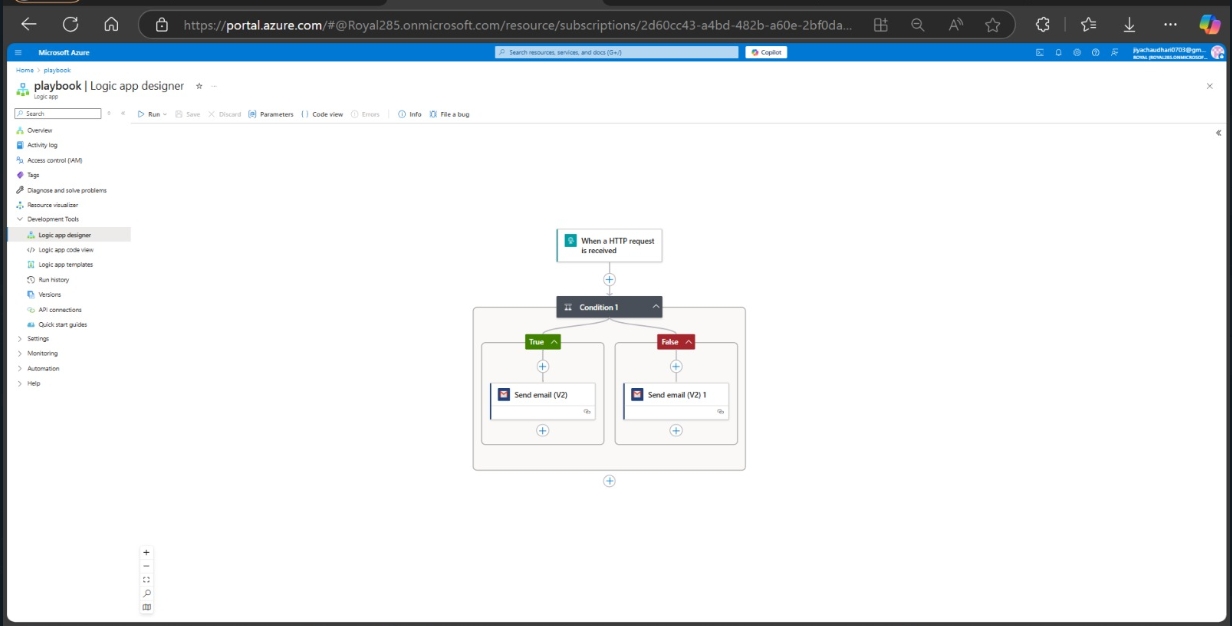 https://portal.azure.com/#@Royal285.onmicrosoft.com/resource/subscriptions/2d60cc43-a4bd-482b-a60e-2bf0da...
Microsoft Azure
Search resources, services, and docs (G+/)
Copilot
jiyachaudhari0703@gm...
Home > playbook
playbook | Logic app designer
Logic app
Search
Run
Save
Discard
Parameters
Code view
Errors
Info
File a bug
Overview
Activity log
Access control (IAM)
Tags
Diagnose and solve problems
Resource visualizer
Development Tools
Logic app designer
Logic app code view
Logic app templates
Run history
Versions
API connections
Quick start guides
Settings
Monitoring
Automation
Help
When a HTTP request
is received
Condition 1
True
False
Send email (V2)
Send email (V2) 1